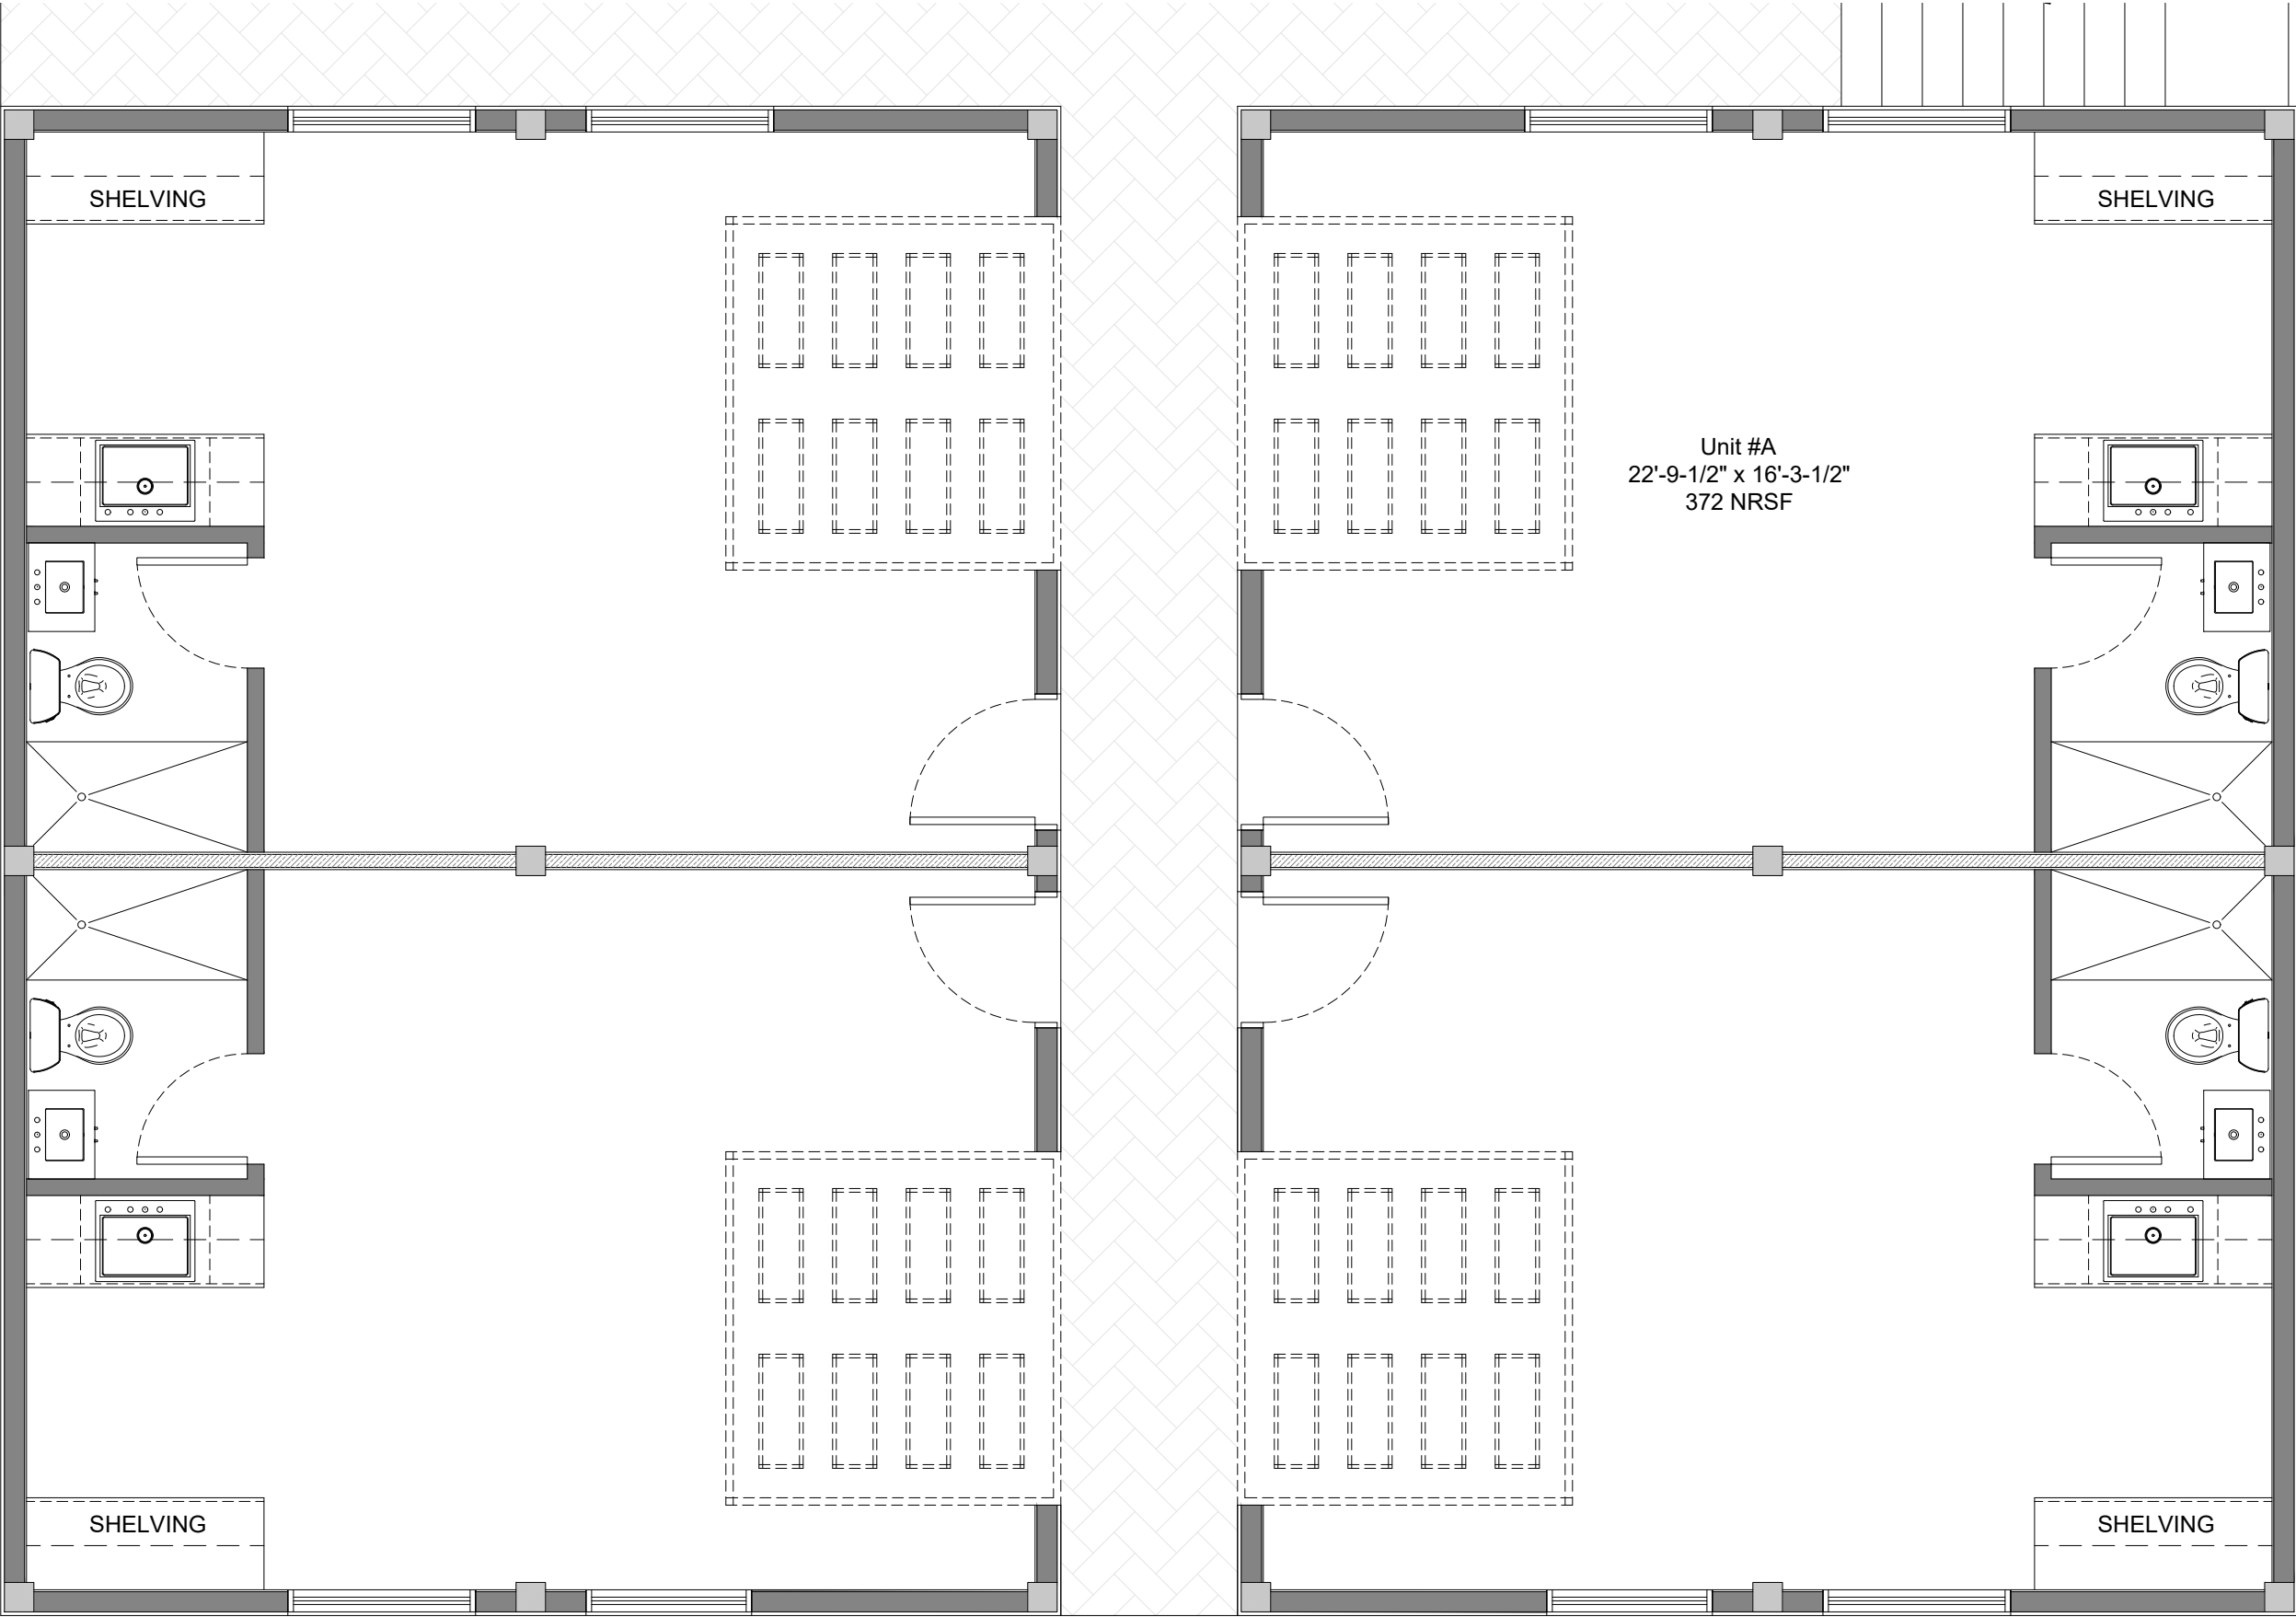 SHELVING
SHELVING
Unit #A
22'-9-1/2" x 16'-3-1/2"
372 NRSF
SHELVING
SHELVING